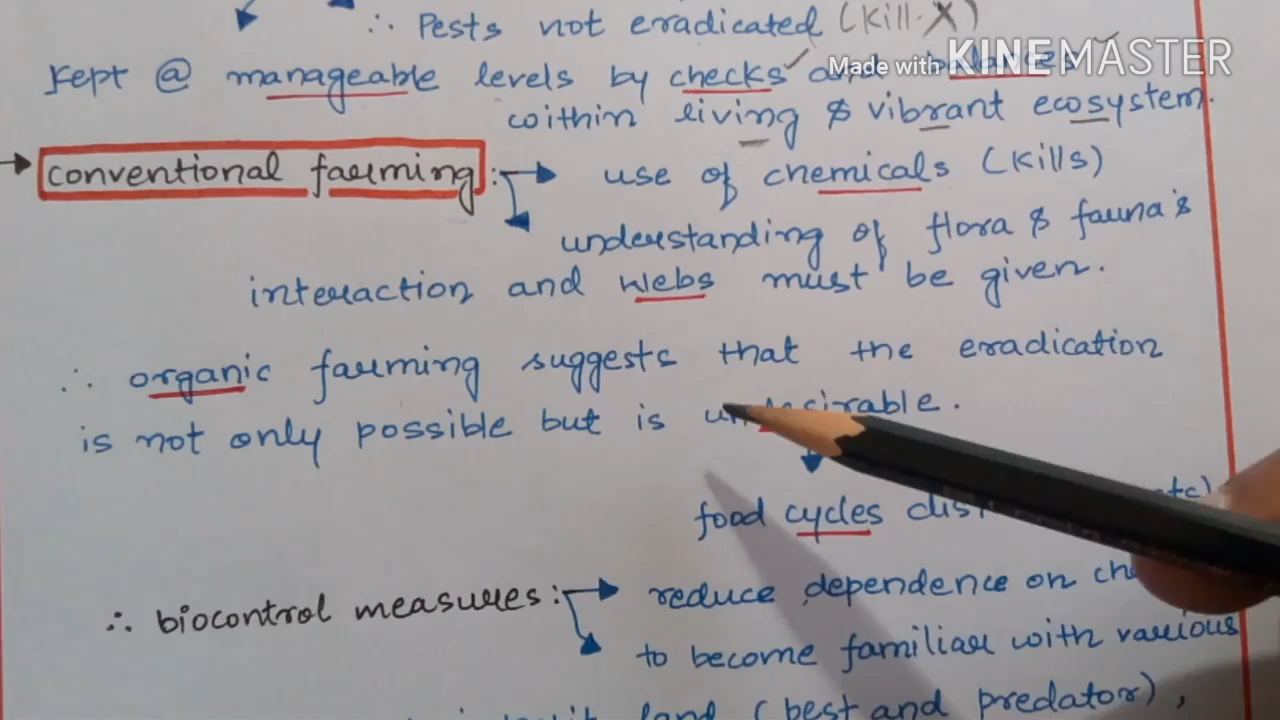 ∴ Pests not eradicated (Kill X)
Kept @ manageable levels by checks
Made with KINEMASTER
within living & vibrant ecosystem.
conventional farming : use of chemicals (Kills)
understanding of flora & fauna's
interaction and webs must be given.
∴ organic farming suggests that the eradication
is not only possible but is undesirable.
food cycles
∴ biocontrol measures : reduce dependence on
to become familiar with various
land (best and predator),